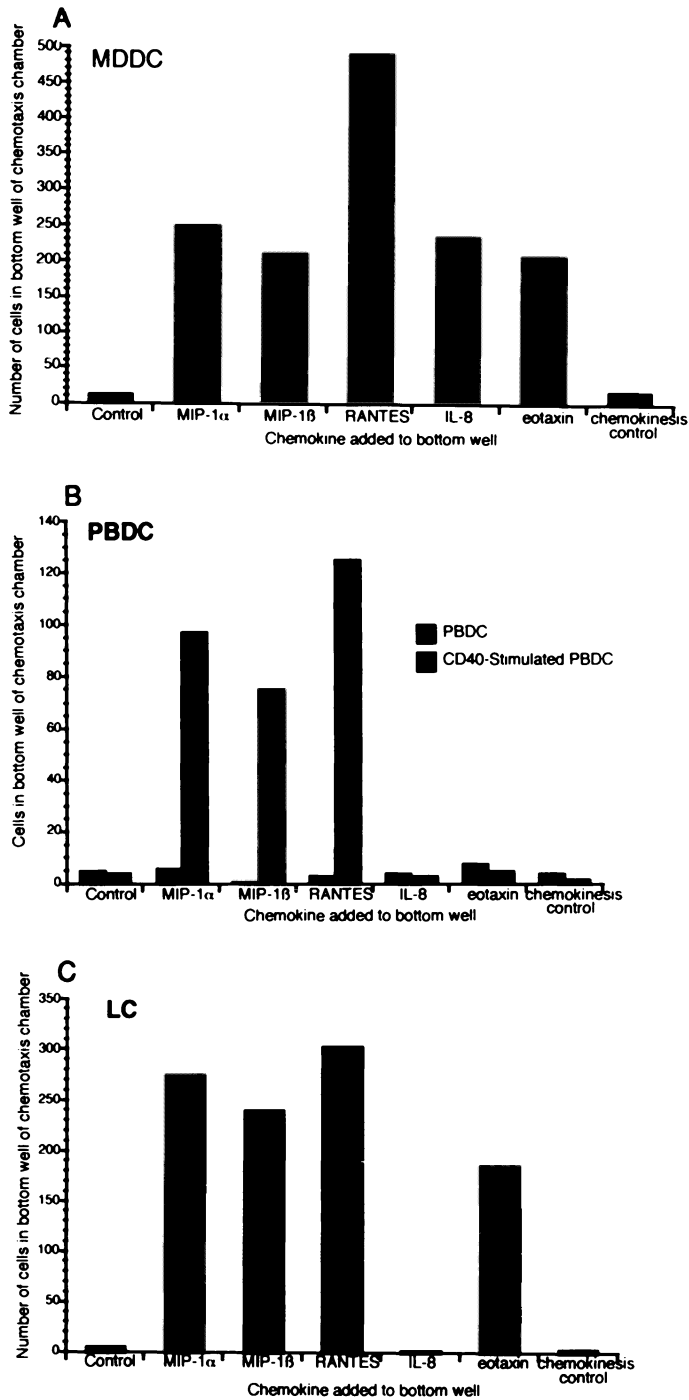 A
MDDC
Number of cells in bottom well of chemotaxis chamber
500
450
400
350
300
250
200
150
100
50
0
Control MIP-1α MIP-1ß RANTES IL-8 eotaxin chemokinesis
control
Chemokine added to bottom well
B
PBDC
Cells in bottom well of chemotaxis chamber
140
120
100
80
60
40
20
0
PBDC
CD40-Stimulated PBDC
Control MIP-1α MIP-1ß RANTES IL-8 eotaxin chemokinesis
control
Chemokine added to bottom well
C
LC
Number of cells in bottom well of chemotaxis chamber
350
300
250
200
150
100
50
0
Control MIP-1α MIP-1ß RANTES IL-8 eotaxin chemokinesis
control
Chemokine added to bottom well